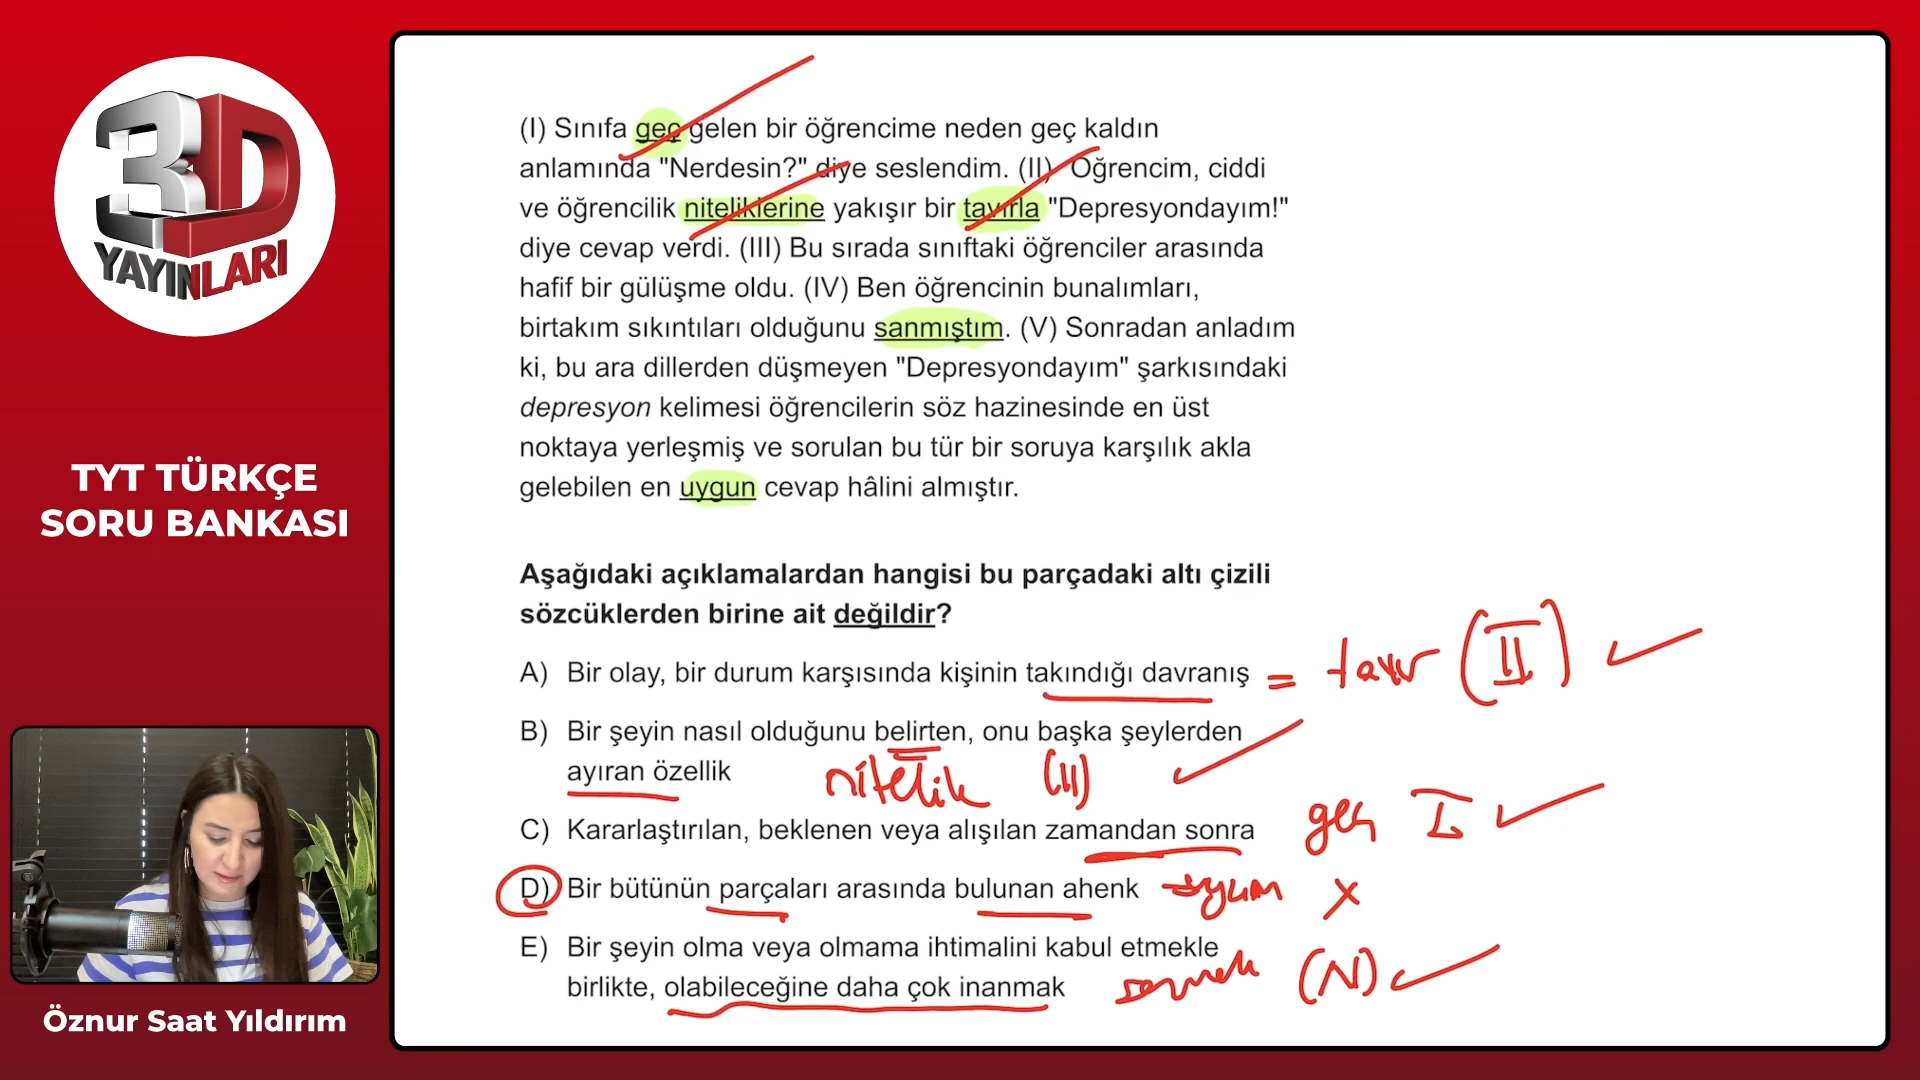 3D
YAYINLARI
TYT TÜRKÇE
SORU BANKASI
Öznur Saat Yıldırım
(I) Sınıfa geç gelen bir öğrencime neden geç kaldın
anlamında "Nerdesin?" diye seslendim. (II) Öğrencim, ciddi
ve öğrencilik niteliklerine yakışır bir tavırla "Depresyondayım!"
diye cevap verdi. (III) Bu sırada sınıftaki öğrenciler arasında
hafif bir gülüşme oldu. (IV) Ben öğrencinin bunalımları,
birtakım sıkıntıları olduğunu sanmıştım. (V) Sonradan anladım
ki, bu ara dillerden düşmeyen "Depresyondayım" şarkısındaki
depresyon kelimesi öğrencilerin söz hazinesinde en üst
noktaya yerleşmiş ve sorulan bu tür bir soruya karşılık akla
gelebilen en uygun cevap hâlini almıştır.
Aşağıdaki açıklamalardan hangisi bu parçadaki altı çizili
sözcüklerden birine ait değildir?
A) Bir olay, bir durum karşısında kişinin takındığı davranış = tavır (II)
B) Bir şeyin nasıl olduğunu belirten, onu başka şeylerden
ayıran özellik nitelik (II)
C) Kararlaştırılan, beklenen veya alışılan zamandan sonra geç I
D) Bir bütünün parçaları arasında bulunan ahenk uyum X
E) Bir şeyin olma veya olmama ihtimalini kabul etmekle
birlikte, olabileceğine daha çok inanmak sanmak (IV)